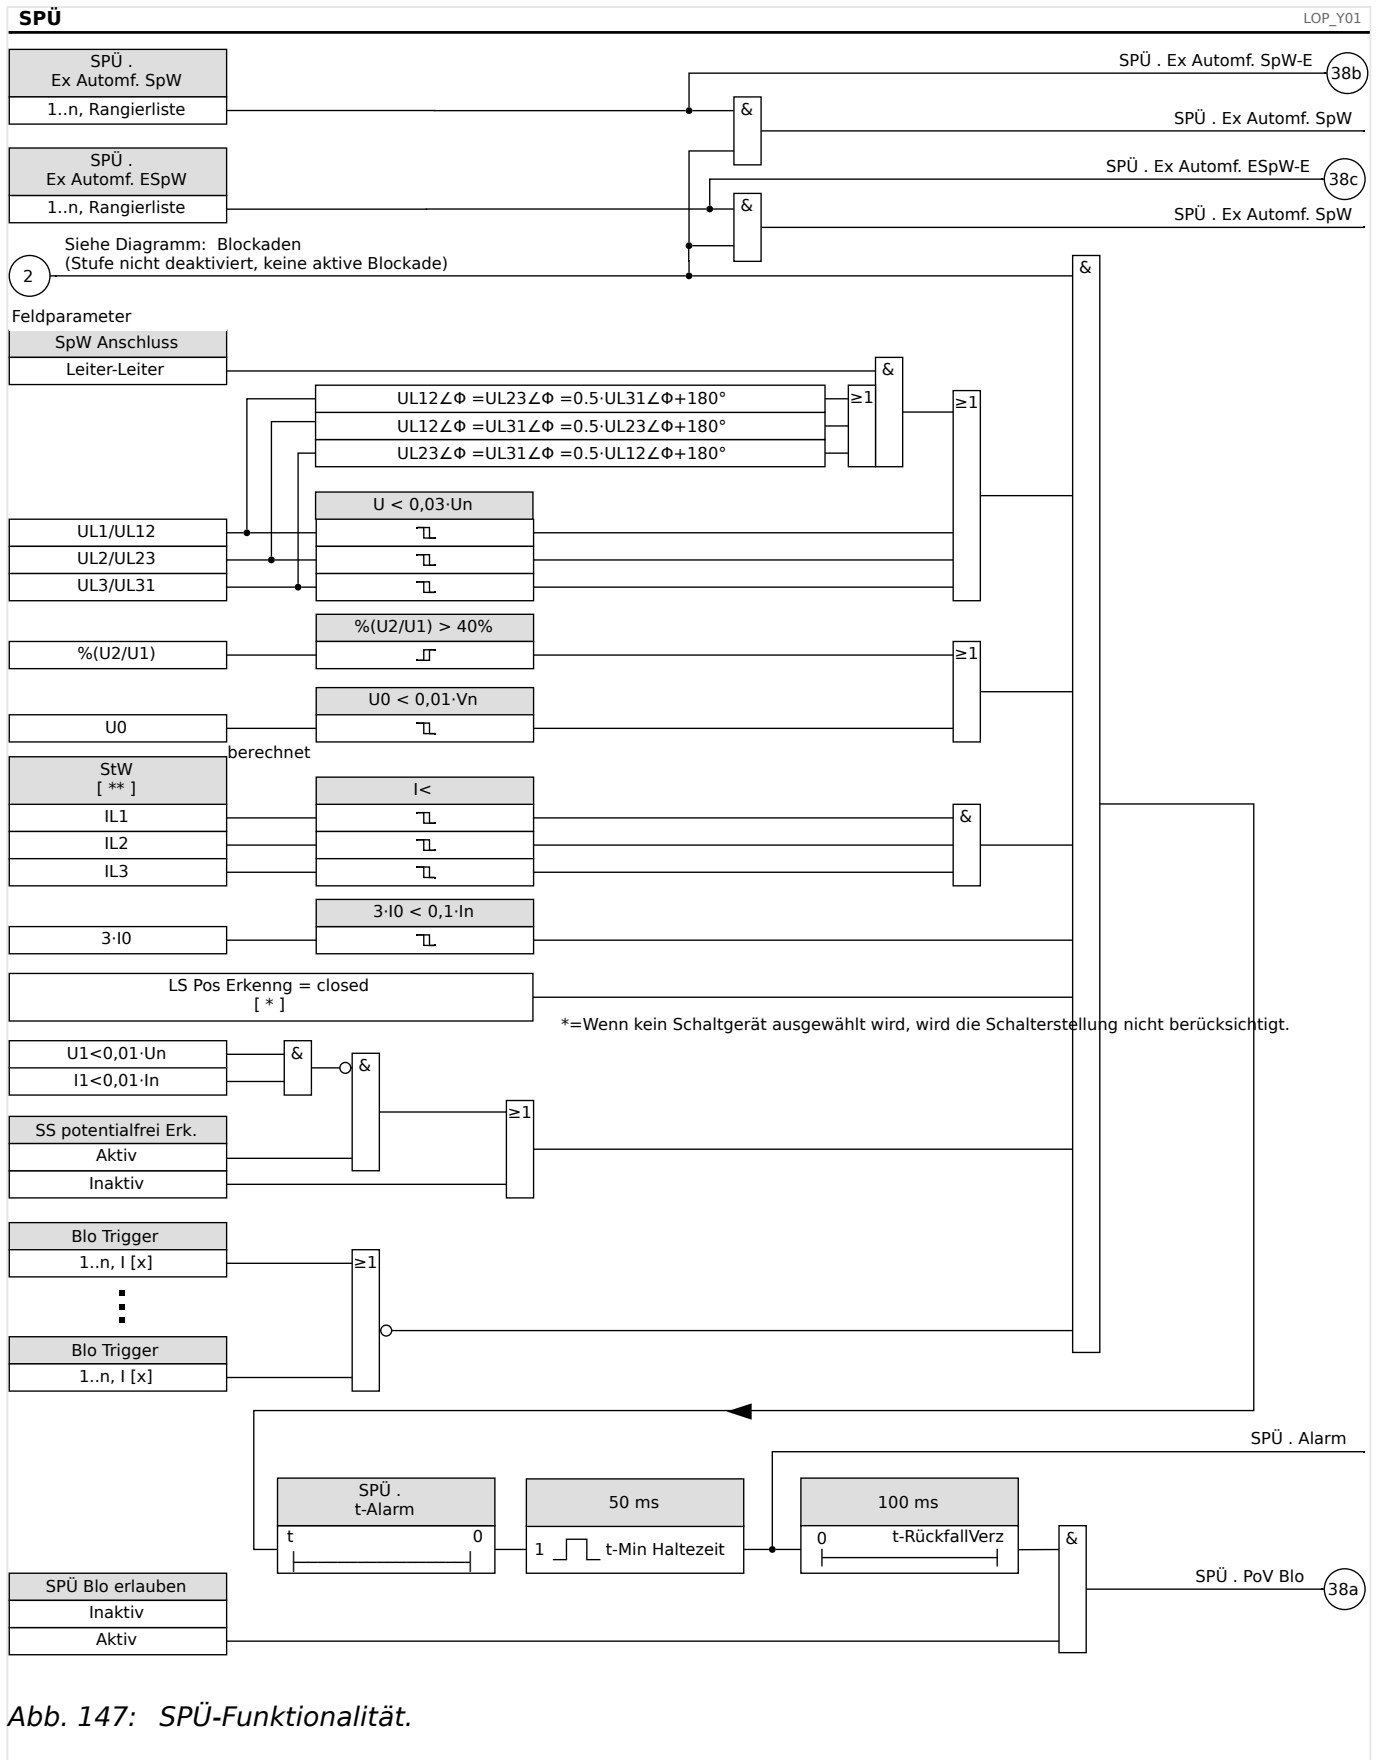 SPÜ
LOP_Y01
SPÜ .
Ex Automf. SpW
1..n, Rangierliste
&
SPÜ . Ex Automf. SpW-E
38b
SPÜ . Ex Automf. SpW
SPÜ .
Ex Automf. ESpW
1..n, Rangierliste
&
SPÜ . Ex Automf. ESpW-E
38c
SPÜ . Ex Automf. SpW
Siehe Diagramm: Blockaden
(Stufe nicht deaktiviert, keine aktive Blockade)
2
&
Feldparameter
SpW Anschluss
Leiter-Leiter
&
UL12∠Φ =UL23∠Φ =0.5·UL31∠Φ+180°
UL12∠Φ =UL31∠Φ =0.5·UL23∠Φ+180°
UL23∠Φ =UL31∠Φ =0.5·UL12∠Φ+180°
≥1
≥1
U < 0,03·Un
UL1/UL12
UL2/UL23
UL3/UL31
%(U2/U1) > 40%
%(U2/U1)
≥1
U0 < 0,01·Vn
U0
berechnet
StW
[ ** ]
I<
IL1
IL2
IL3
&
3·I0 < 0,1·In
3·I0
LS Pos Erkenng = closed
[ * ]
*=Wenn kein Schaltgerät ausgewählt wird, wird die Schalterstellung nicht berücksichtigt.
U1<0,01·Un
I1<0,01·In
&
&
≥1
SS potentialfrei Erk.
Aktiv
Inaktiv
Blo Trigger
1..n, I [x]
≥1
Blo Trigger
1..n, I [x]
SPÜ . Alarm
SPÜ .
t-Alarm
t 0
50 ms
1 t-Min Haltezeit
100 ms
0 t-RückfallVerz
&
SPÜ . PoV Blo
38a
SPÜ Blo erlauben
Inaktiv
Aktiv
Abb. 147: SPÜ-Funktionalität.